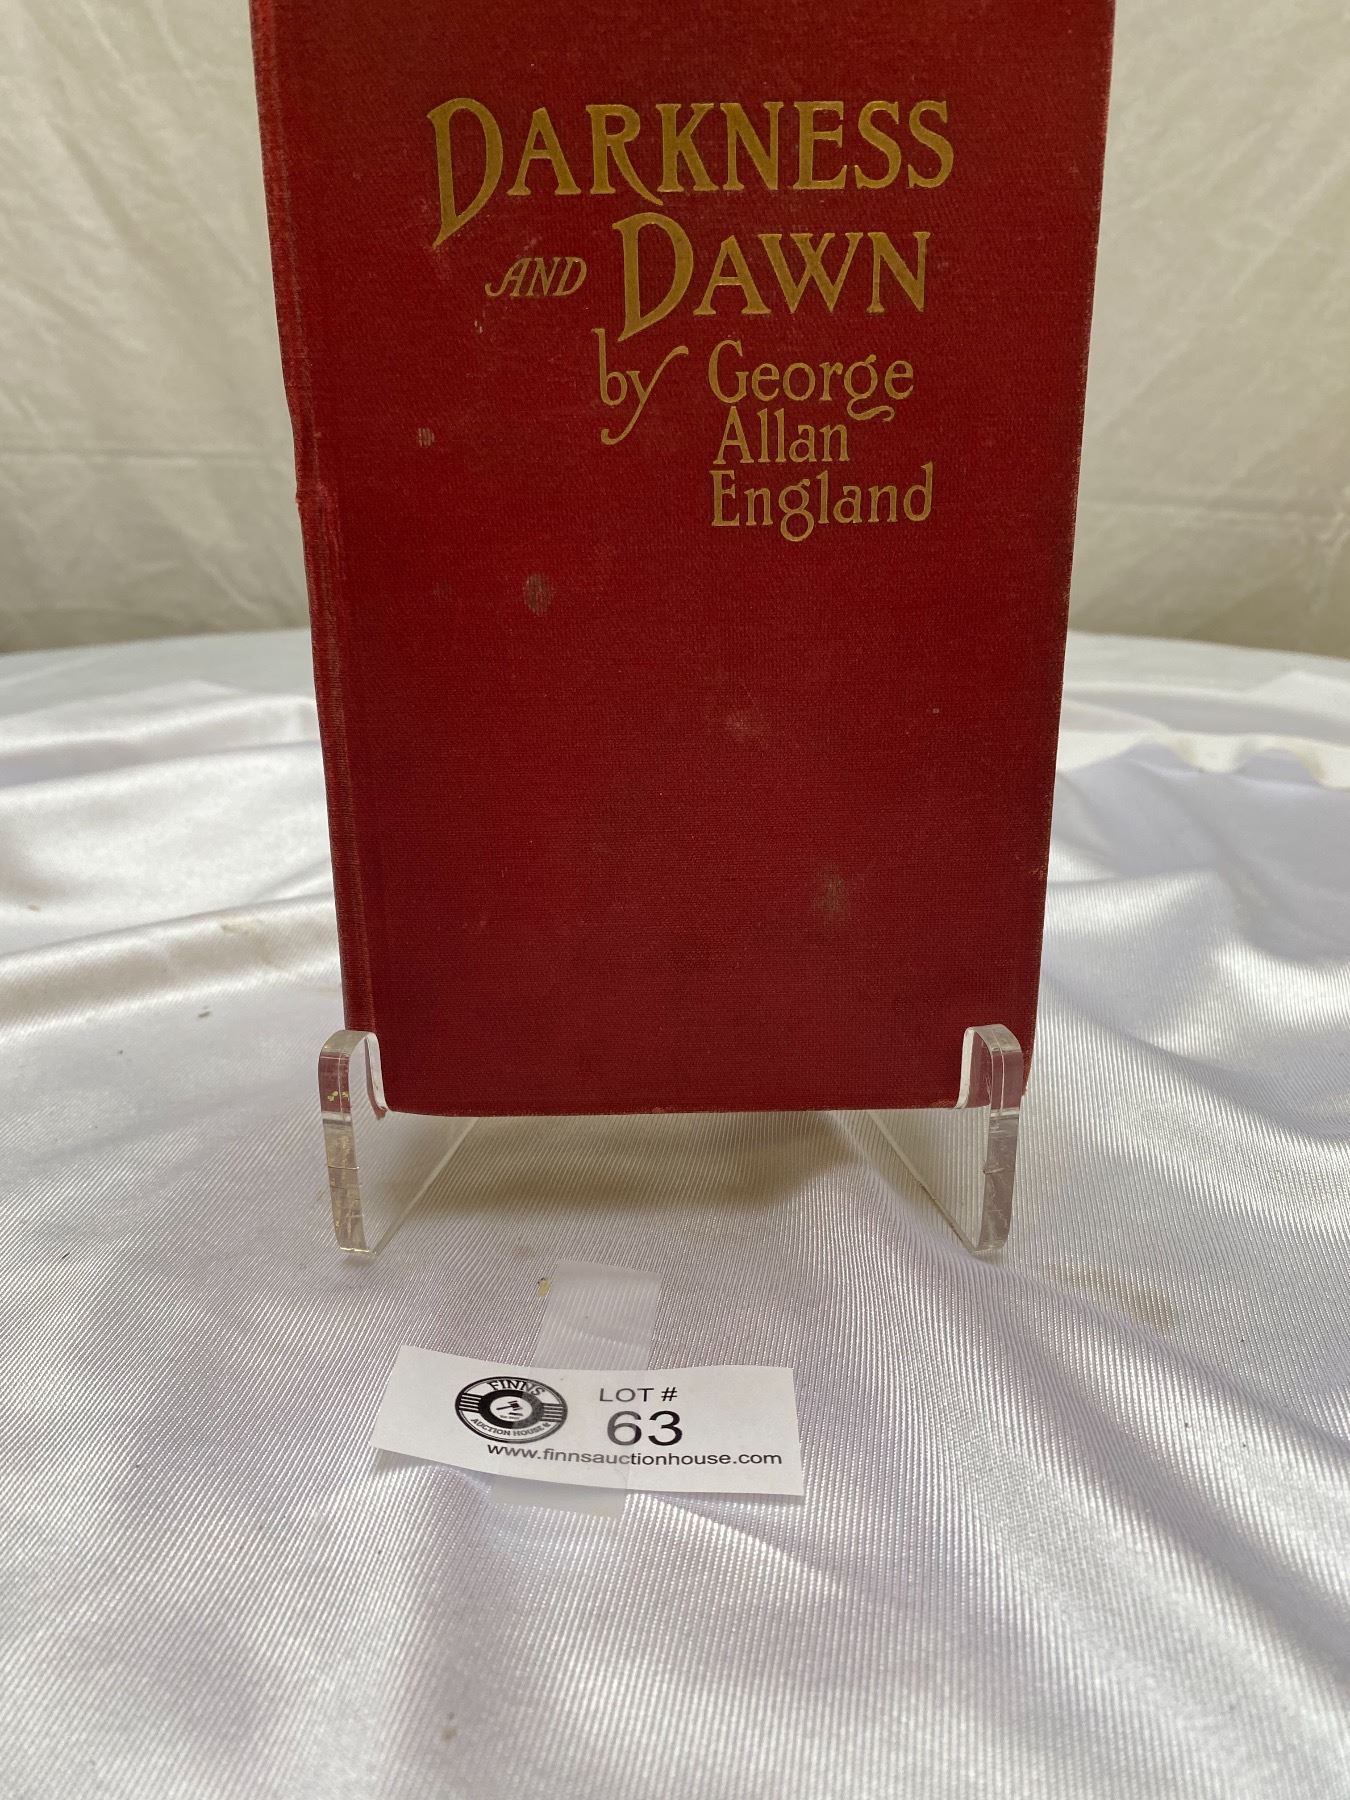 DARKNESS
AND DAWN
by George
Allan
England
FINNS
AUCTION HOUSE
LOT #
63
www.finnsauctionhouse.com